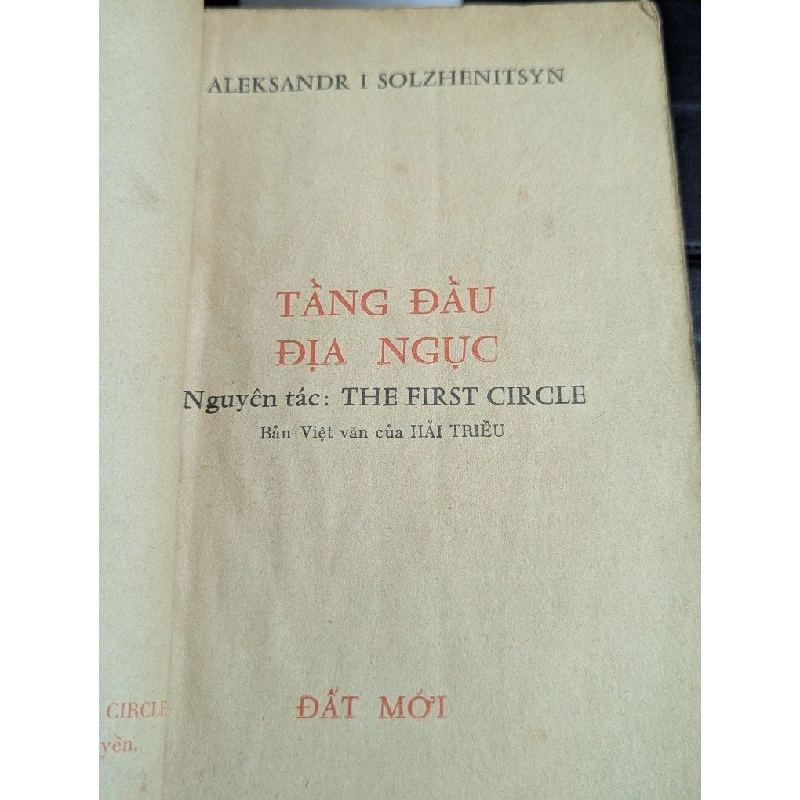 ALEKSANDR I SOLZHENITSYN
TẦNG ĐẦU
ĐỊA NGỤC
Nguyên tác: THE FIRST CIRCLE
Bản Việt văn của HẢI TRIỀU
ĐẤT MỚI
CIRCLE
yền.